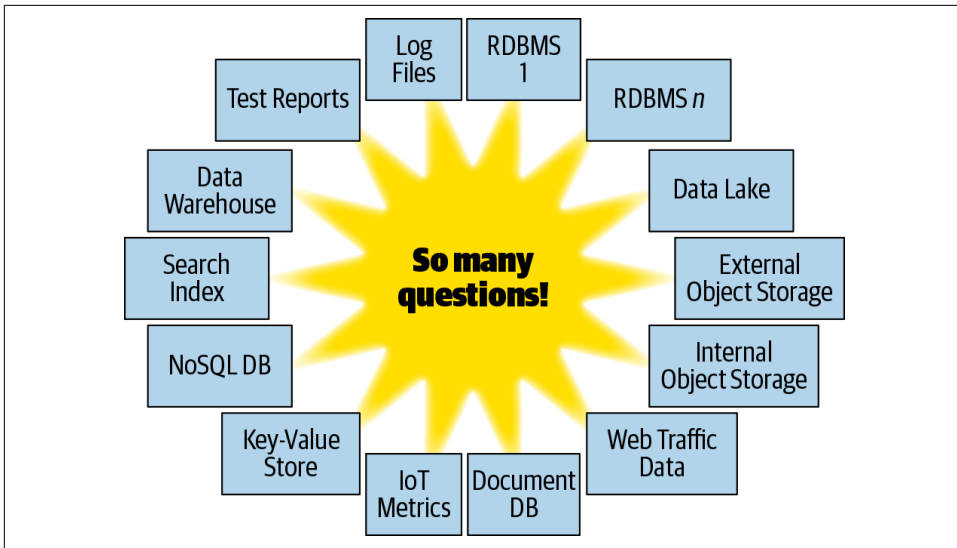 Log
Files
RDBMS
1
Test Reports
RDBMS n
Data
Warehouse
Data Lake
Search
Index
So many
questions!
External
Object Storage
NoSQL DB
Internal
Object Storage
Key-Value
Store
Web Traffic
Data
IoT
Metrics
Document
DB